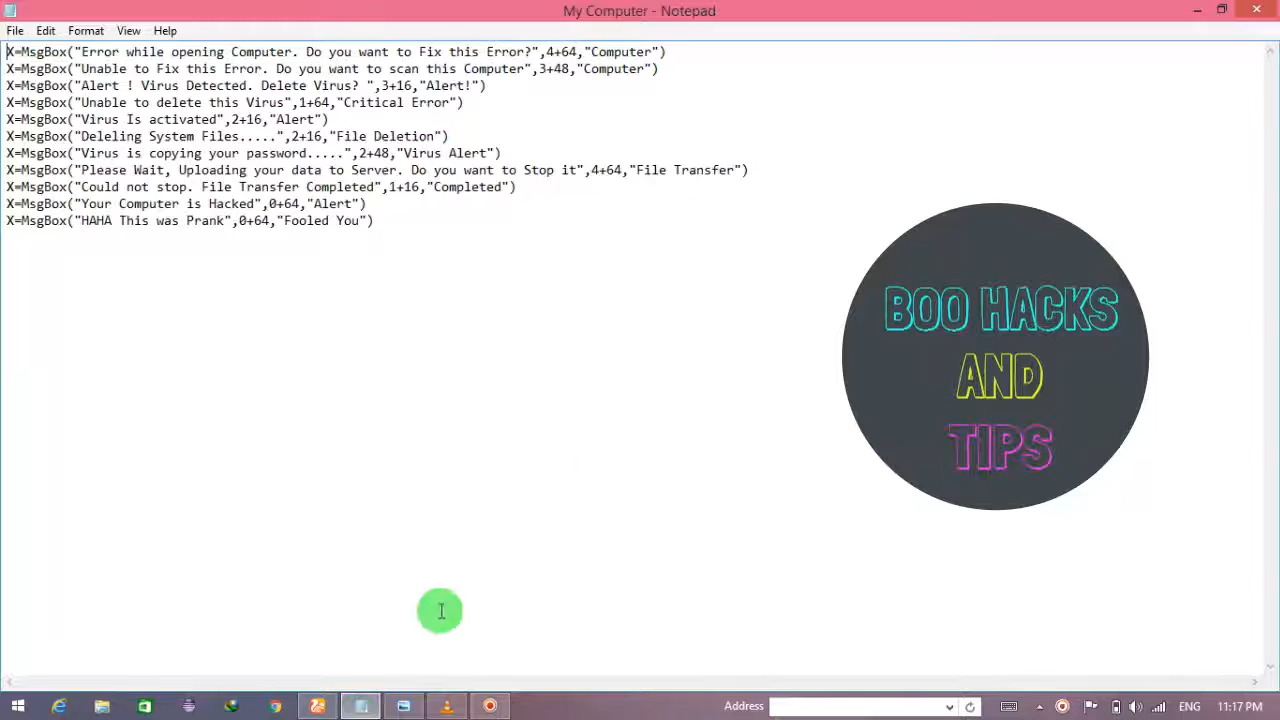 My Computer - Notepad
File Edit Format View Help
X=MsgBox("Error while opening Computer. Do you want to Fix this Error?",4+64,"Computer")
X=MsgBox("Unable to Fix this Error. Do you want to scan this Computer",3+48,"Computer")
X=MsgBox("Alert ! Virus Detected. Delete Virus? ",3+16,"Alert!")
X=MsgBox("Unable to delete this Virus",1+64,"Critical Error")
X=MsgBox("Virus Is activated",2+16,"Alert")
X=MsgBox("Deleling System Files.....",2+16,"File Deletion")
X=MsgBox("Virus is copying your password.....",2+48,"Virus Alert")
X=MsgBox("Please Wait, Uploading your data to Server. Do you want to Stop it",4+64,"File Transfer")
X=MsgBox("Could not stop. File Transfer Completed",1+16,"Completed")
X=MsgBox("Your Computer is Hacked",0+64,"Alert")
X=MsgBox("HAHA This was Prank",0+64,"Fooled You")
BOO HACKS
AND
TIPS
Address ENG 11:17 PM